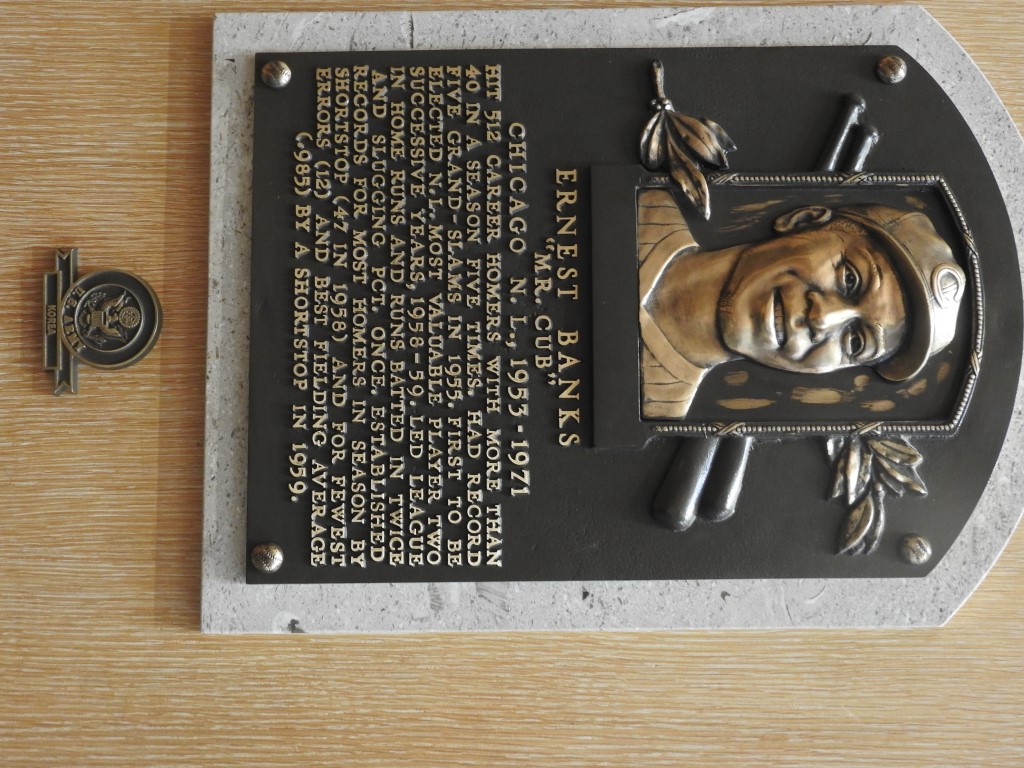 C
ERNEST BANKS
"MR. CUB"
CHICAGO N. L., 1953-1971
HIT 512 CAREER HOMERS WITH MORE THAN
40 IN A SEASON FIVE TIMES. HAD RECORD
FIVE GRAND-SLAMS IN 1955. FIRST TO BE
ELECTED N.L. MOST VALUABLE PLAYER TWO
SUCCESSIVE YEARS, 1958-59. LED LEAGUE
IN HOME RUNS AND RUNS BATTED IN TWICE
AND SLUGGING PCT. ONCE. ESTABLISHED
RECORDS FOR MOST HOMERS IN SEASON BY
SHORTSTOP (47 IN 1958) AND FOR FEWEST
ERRORS (12) AND BEST FIELDING AVERAGE
(.985) BY A SHORTSTOP IN 1959.
U.S. ARMY
KOREA